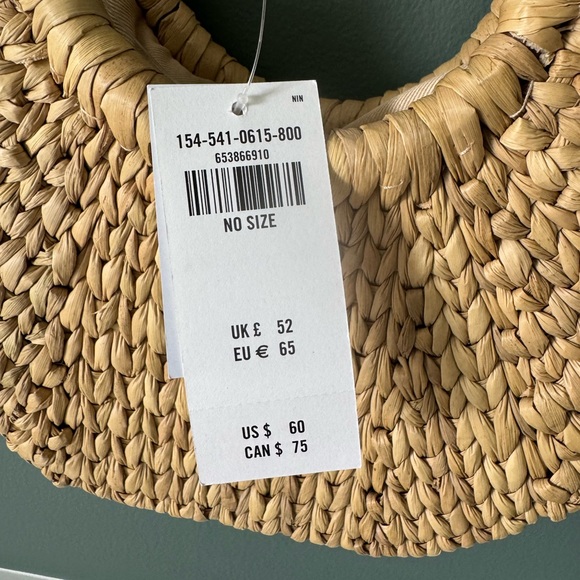 NIN
154-541-0615-800
653866910
NO SIZE
UK £ 52
EU € 65
US $ 60
CAN $ 75